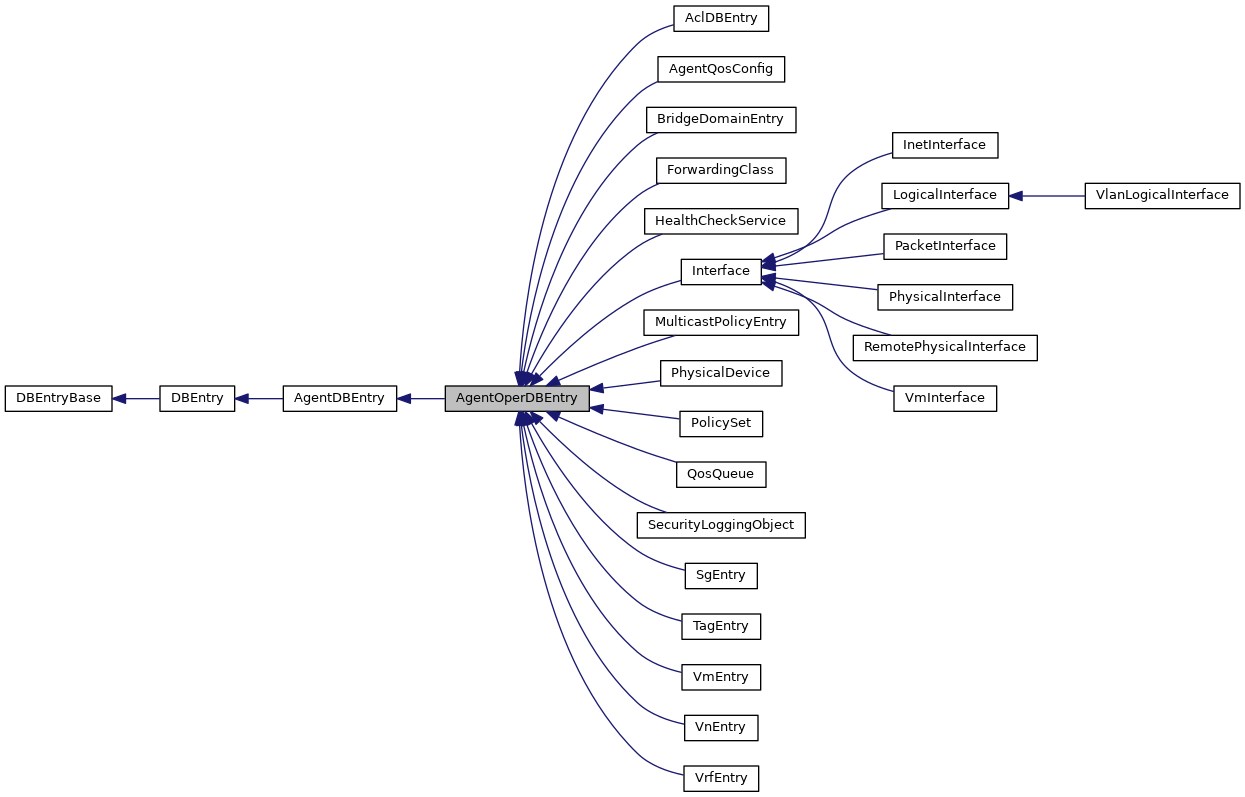 AclDBEntry
AgentQosConfig
BridgeDomainEntry
InetInterface
ForwardingClass
LogicalInterface
VlanLogicalInterface
HealthCheckService
PacketInterface
Interface
PhysicalInterface
MulticastPolicyEntry
RemotePhysicalInterface
PhysicalDevice
DBEntryBase
DBEntry
AgentDBEntry
AgentOperDBEntry
VmInterface
PolicySet
QosQueue
SecurityLoggingObject
SgEntry
TagEntry
VmEntry
VnEntry
VrfEntry